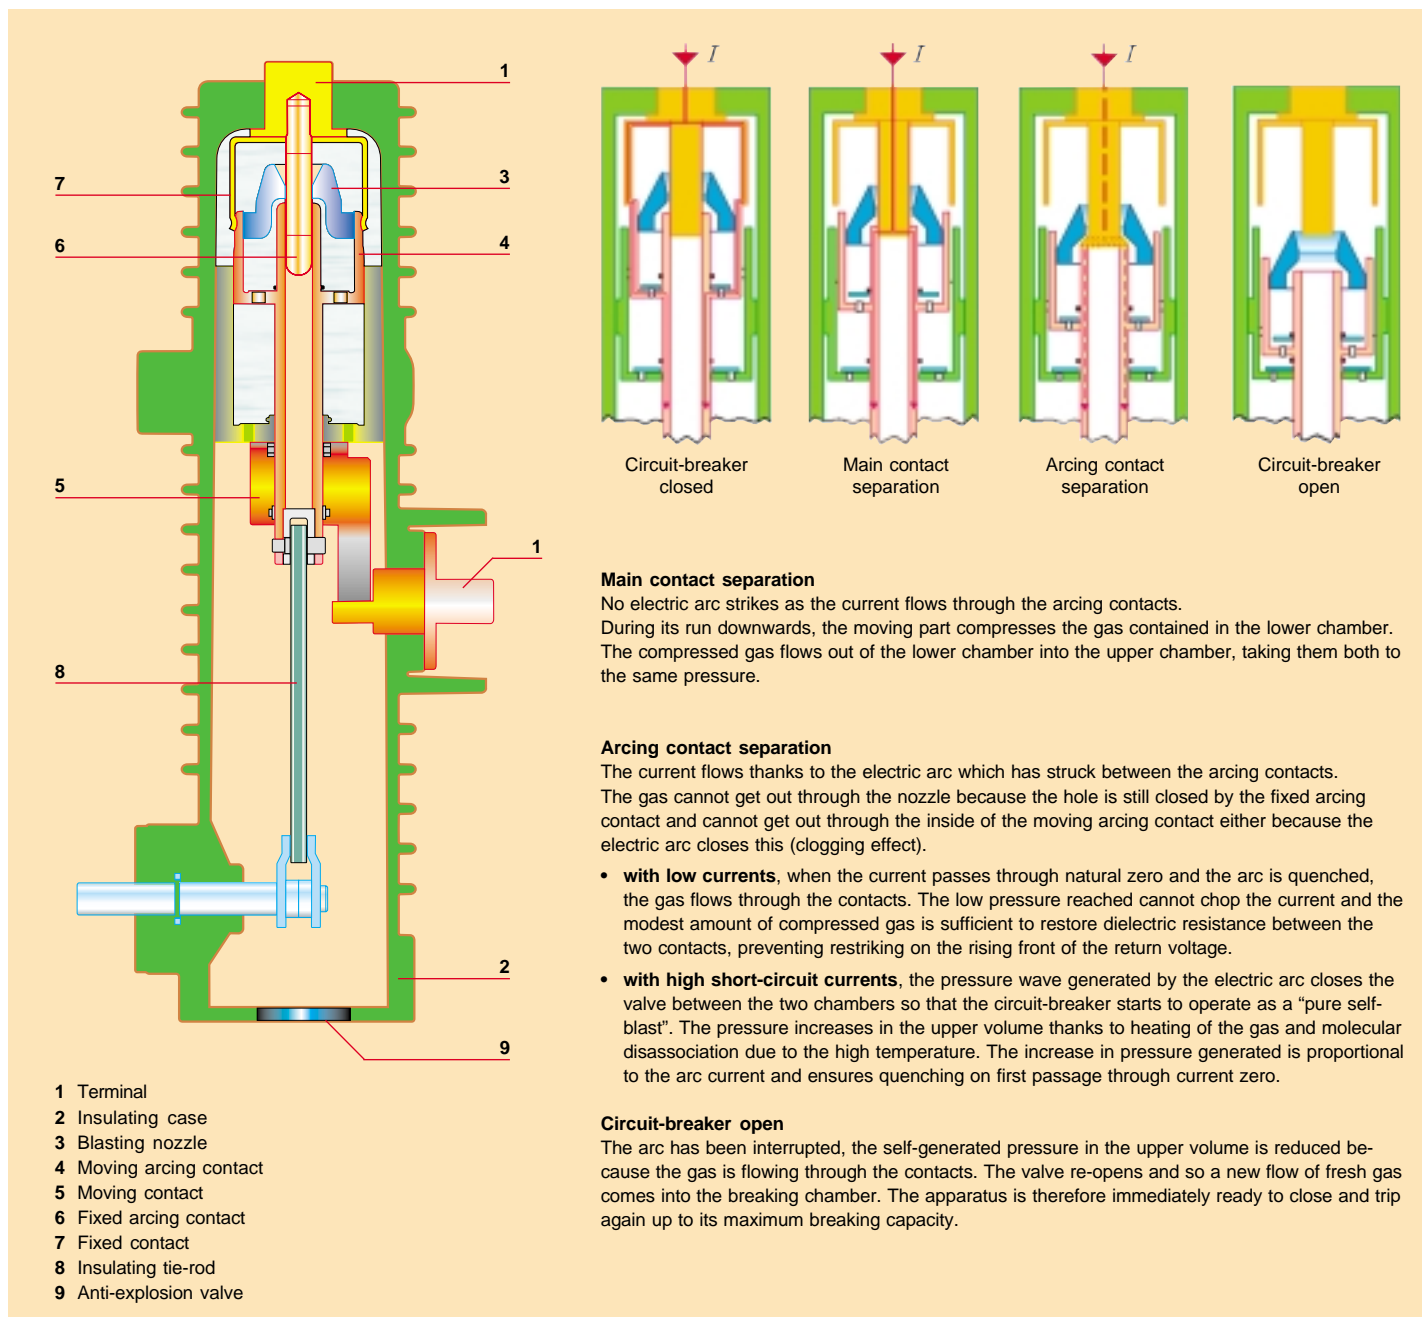 1
7
3
6
4
5
1
8
2
9
I
I
I
Circuit-breaker
closed
Main contact
separation
Arcing contact
separation
Circuit-breaker
open
1 Terminal
2 Insulating case
3 Blasting nozzle
4 Moving arcing contact
5 Moving contact
6 Fixed arcing contact
7 Fixed contact
8 Insulating tie-rod
9 Anti-explosion valve
Main contact separation
No electric arc strikes as the current flows through the arcing contacts.
During its run downwards, the moving part compresses the gas contained in the lower chamber.
The compressed gas flows out of the lower chamber into the upper chamber, taking them both to
the same pressure.
Arcing contact separation
The current flows thanks to the electric arc which has struck between the arcing contacts.
The gas cannot get out through the nozzle because the hole is still closed by the fixed arcing
contact and cannot get out through the inside of the moving arcing contact either because the
electric arc closes this (clogging effect).
• with low currents, when the current passes through natural zero and the arc is quenched,
the gas flows through the contacts. The low pressure reached cannot chop the current and the
modest amount of compressed gas is sufficient to restore dielectric resistance between the
two contacts, preventing restriking on the rising front of the return voltage.
• with high short-circuit currents, the pressure wave generated by the electric arc closes the
valve between the two chambers so that the circuit-breaker starts to operate as a “pure self-
blast”. The pressure increases in the upper volume thanks to heating of the gas and molecular
disassociation due to the high temperature. The increase in pressure generated is proportional
to the arc current and ensures quenching on first passage through current zero.
Circuit-breaker open
The arc has been interrupted, the self-generated pressure in the upper volume is reduced be-
cause the gas is flowing through the contacts. The valve re-opens and so a new flow of fresh gas
comes into the breaking chamber. The apparatus is therefore immediately ready to close and trip
again up to its maximum breaking capacity.